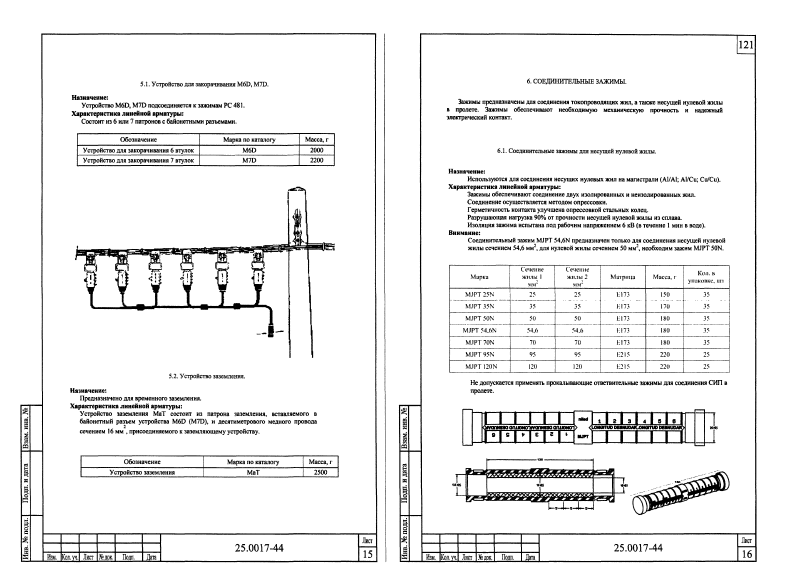 5.1. Устройство для закорачивания M6D, M7D.
Назначение:
Устройство M6D, M7D подсоединяется к зажимам PC 481.
Характеристика линейной арматуры:
Состоит из 6 или 7 патронов с байонетными разъемами.
Обозначение Марка по каталогу Масса, г
Устройство для закорачивания 6 втулок M6D 2000
Устройство для закорачивания 7 втулок M7D 2200
5.2. Устройство заземления.
Назначение:
Предназначено для временного заземления.
Характеристика линейной арматуры:
Устройство заземления МаТ состоит из патрона заземления, вставляемого в
байонетный разъем устройства M6D (M7D), и десятиметрового медного провода
сечением 16 мм², присоединяемого к заземляющему устройству.
Обозначение Марка по каталогу Масса, г
Устройство заземления МаТ 2500
Взам. инв. №
Подп. и дата
Инв. № подл.
Изм. Кол. уч. Лист № док. Подп. Дата
25.0017-44
Лист
15
121
6. СОЕДИНИТЕЛЬНЫЕ ЗАЖИМЫ.
Зажимы предназначены для соединения токопроводящих жил, а также несущей нулевой жилы
в пролете. Зажимы обеспечивают необходимую механическую прочность и надежный
электрический контакт.
6.1. Соединительные зажимы для несущей нулевой жилы.
Назначение:
Используются для соединения несущих нулевых жил на магистрали (Al/Al; Al/Cu; Cu/Cu).
Характеристика линейной арматуры:
Зажимы обеспечивают соединение двух изолированных и неизолированных жил.
Соединение осуществляется методом опрессовки.
Герметичность контакта улучшена опрессовкой стальных колец.
Разрушающая нагрузка 90% от прочности несущей нулевой жилы из сплава.
Изоляция зажима испытана под рабочим напряжением 6 кВ (в течение 1 мин в воде).
Внимание:
Соединительный зажим MJPT 54,6N предназначен только для соединения несущей нулевой
жилы сечением 54,6 мм², для нулевой жилы сечением 50 мм², необходим зажим MJPT 50N.
Марка Сечение жилы 1 мм² Сечение жилы 2 мм² Матрица Масса, г Кол. в упаковке, шт
MJPT 25N 25 25 E173 150 35
MJPT 35N 35 35 E173 170 35
MJPT 50N 50 50 E173 180 35
MJPT 54,6N 54,6 54,6 E173 180 35
MJPT 70N 70 70 E173 180 35
MJPT 95N 95 95 E215 220 25
MJPT 120N 120 120 E215 220 25
Не допускается применять прокалывающие ответвительные зажимы для соединения СИП в
пролете.
1 2 3 4 5 6
LONGITUD DESNUDAR
MJPT
Взам. инв. №
Подп. и дата
Инв. № подл.
Изм. Кол. уч. Лист № док. Подп. Дата
25.0017-44
Лист
16